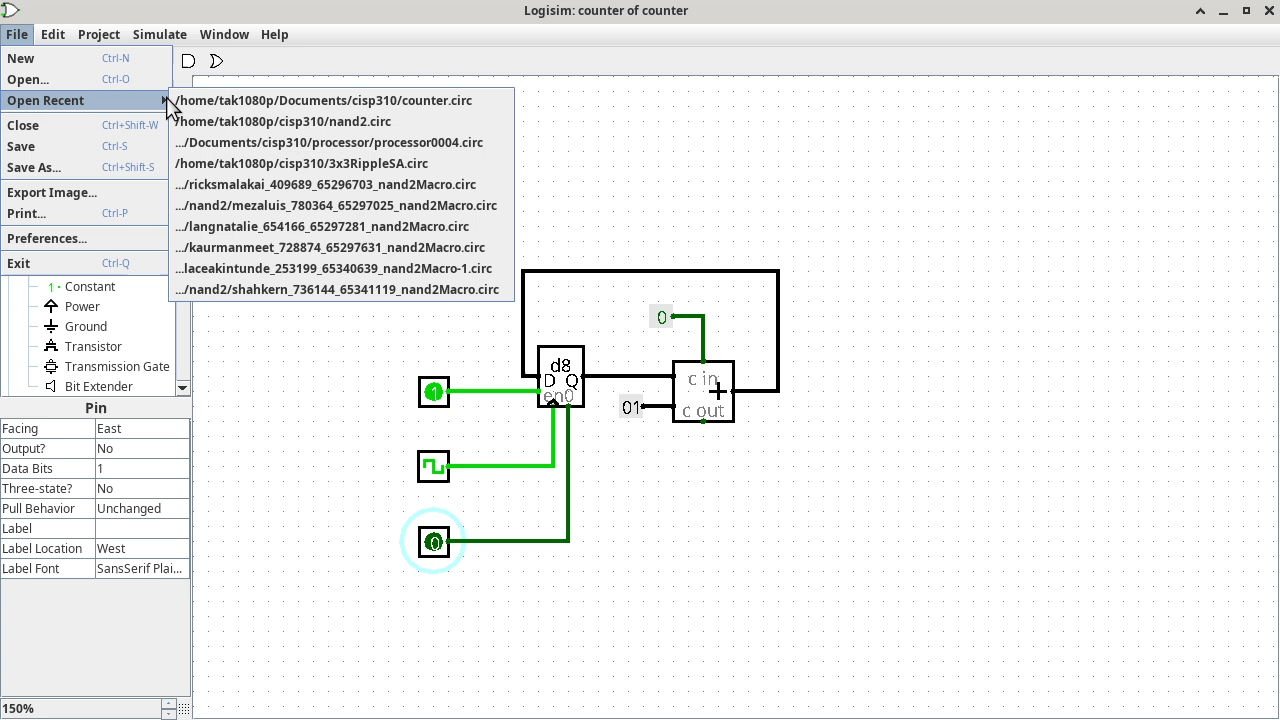 Logisim: counter of counter
File Edit Project Simulate Window Help
New Ctrl-N
Open... Ctrl-O
Open Recent
Close Ctrl+Shift-W
Save Ctrl-S
Save As... Ctrl+Shift-S
Export Image...
Print... Ctrl-P
Preferences...
Exit Ctrl-Q
/home/tak1080p/Documents/cisp310/counter.circ
/home/tak1080p/cisp310/nand2.circ
.../Documents/cisp310/processor/processor0004.circ
/home/tak1080p/cisp310/3x3RippleSA.circ
.../ricksmalakai_409689_65296703_nand2Macro.circ
.../nand2/mezaluis_780364_65297025_nand2Macro.circ
.../langnatalie_654166_65297281_nand2Macro.circ
.../kaurmanmeet_728874_65297631_nand2Macro.circ
...laceakintunde_253199_65340639_nand2Macro-1.circ
.../nand2/shahkern_736144_65341119_nand2Macro.circ
1 Constant
Power
Ground
Transistor
Transmission Gate
Bit Extender
Pin
Facing East
Output? No
Data Bits 1
Three-state? No
Pull Behavior Unchanged
Label
Label Location West
Label Font SansSerif Plai...
150%
0
d8
D Q
en0
1
c in
01
c out
0